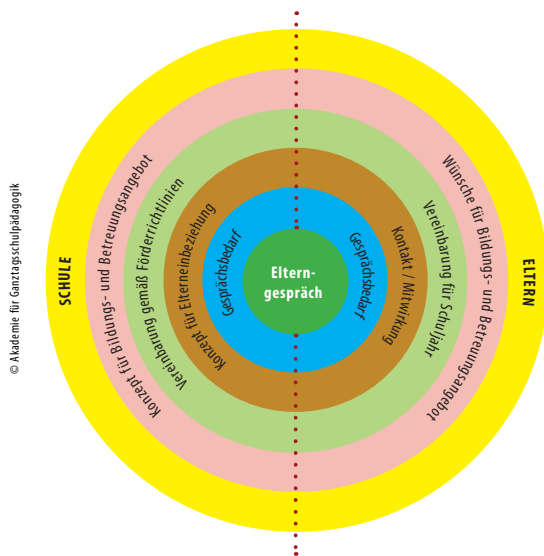 © Akademie für Ganztagsschulpädagogik
SCHULE
Konzept für Bildungs- und Betreuungsangebot
Vereinbarung gemäß Förderrichtlinien
Konzept für Elterneinbeziehung
Gesprächsbedarf
Eltern-
gespräch
Gesprächsbedarf
Kontakt / Mitwirkung
Vereinbarung für Schuljahr
Wünsche für Bildungs- und Betreuungsangebot
ELTERN